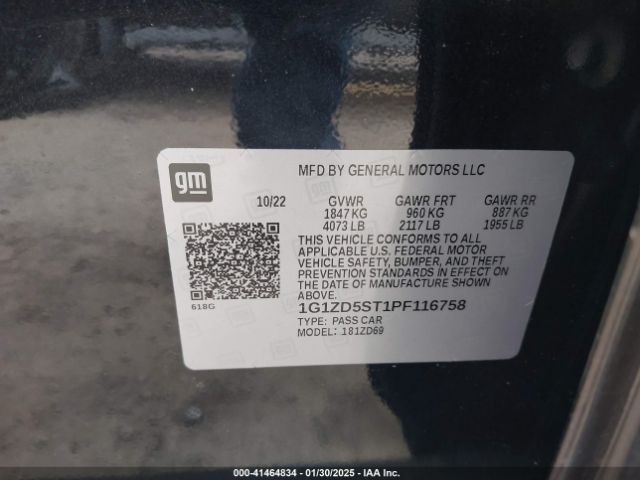 gm
MFD BY GENERAL MOTORS LLC
10/22 GVWR GAWR FRT GAWR RR
1847 KG 960 KG 887 KG
4073 LB 2117 LB 1955 LB
THIS VEHICLE CONFORMS TO ALL
APPLICABLE U.S. FEDERAL MOTOR
VEHICLE SAFETY, BUMPER, AND THEFT
PREVENTION STANDARDS IN EFFECT ON
THE DATE OF MANUFACTURE SHOWN
ABOVE.
618G
1G1ZD5ST1PF116758
TYPE: PASS CAR
MODEL: 181ZD69
000-41464834 / 01/30/2025 - IAA Inc.